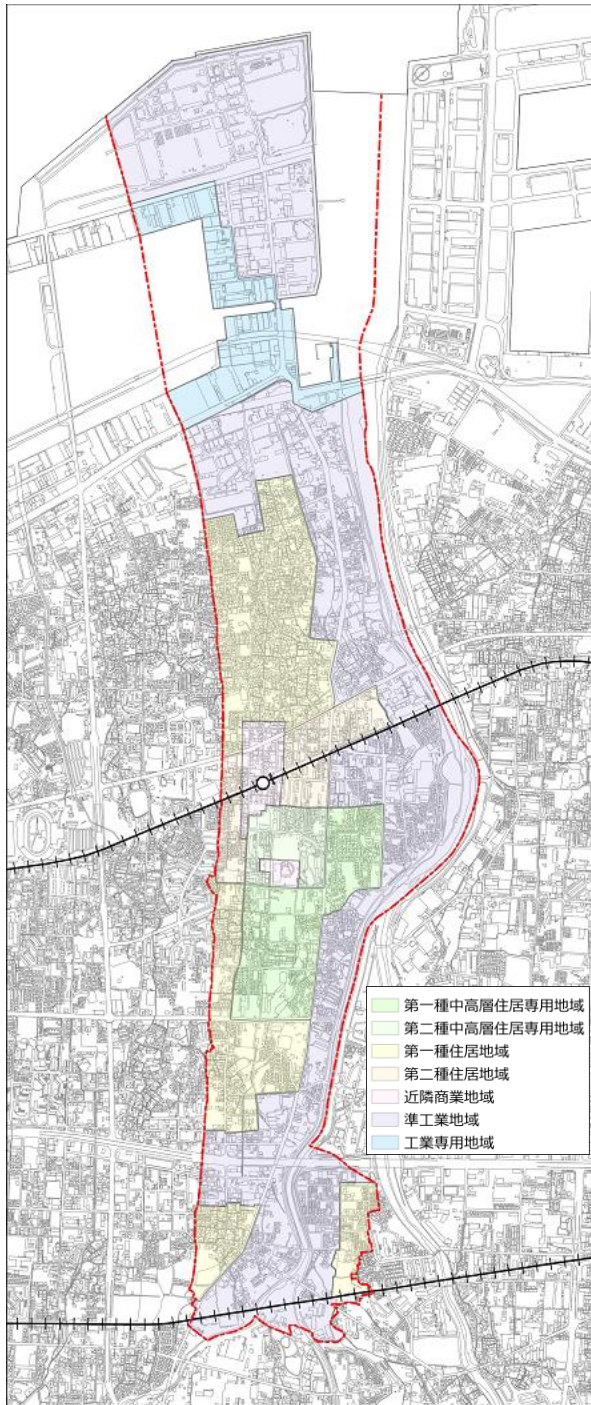 第一種中高層住居専用地域
第二種中高層住居専用地域
第一種住居地域
第二種住居地域
近隣商業地域
準工業地域
工業専用地域